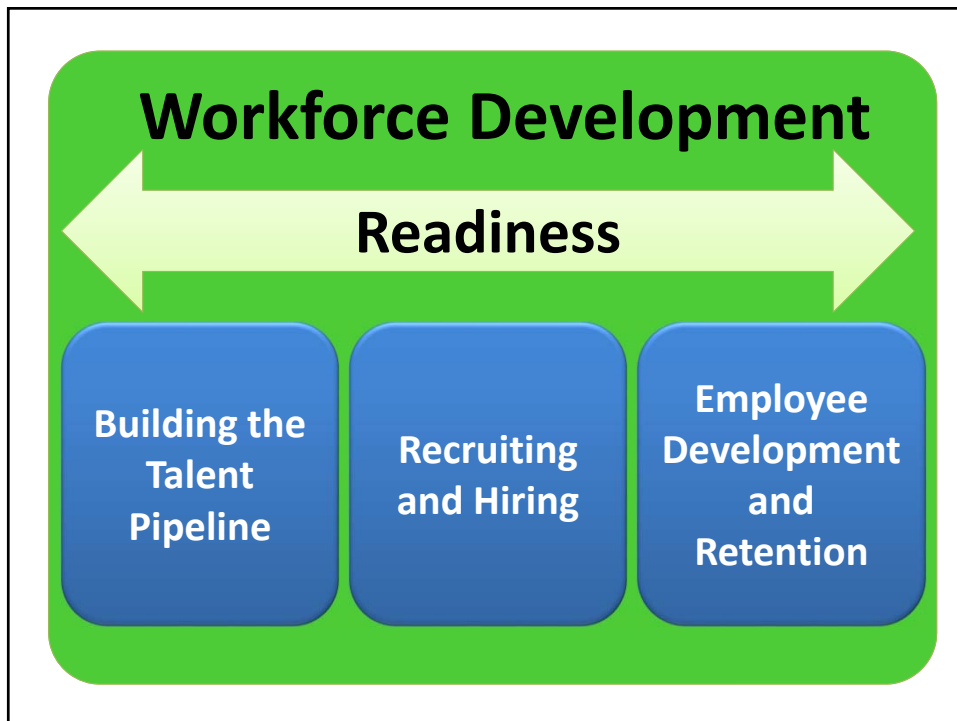 Workforce Development
Readiness
Building the
Talent
Pipeline
Recruiting
and Hiring
Employee
Development
and
Retention